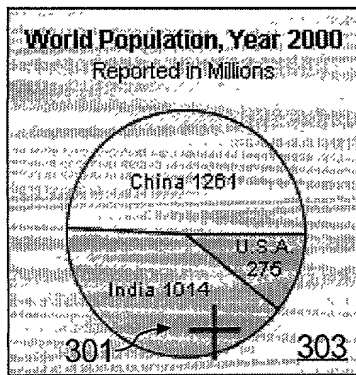 World Population, Year 2000
Reported in Millions
China 1261
U.S.A.
275
India 1014
301
303